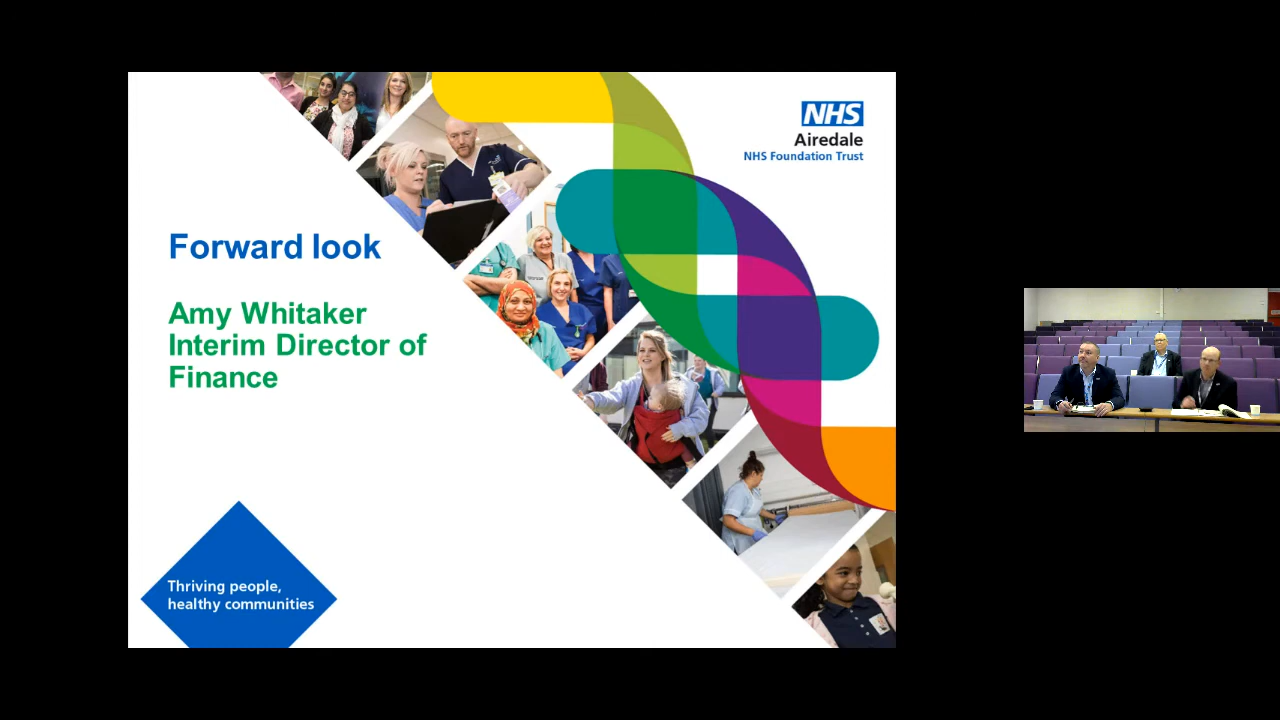 NHS
Airedale
NHS Foundation Trust
Forward look
Amy Whitaker
Interim Director of
Finance
Thriving people,
healthy communities